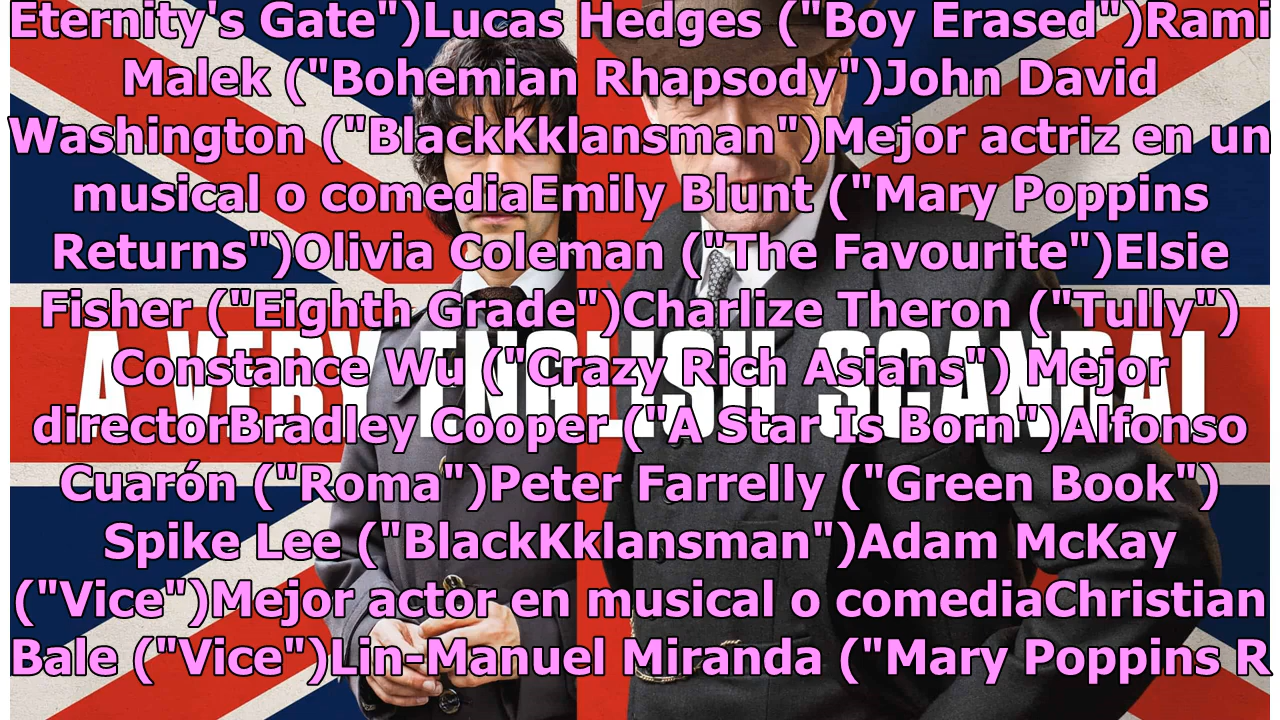 Eternity's Gate")Lucas Hedges ("Boy Erased")Rami
Malek ("Bohemian Rhapsody")John David
Washington ("BlackKklansman")Mejor actriz en un
musical o comediaEmily Blunt ("Mary Poppins
Returns")Olivia Coleman ("The Favourite")Elsie
Fisher ("Eighth Grade")Charlize Theron ("Tully")
A VERY ENGLISH SCANDAL
Constance Wu ("Crazy Rich Asians") Mejor
directorBradley Cooper ("A Star Is Born")Alfonso
Cuarón ("Roma")Peter Farrelly ("Green Book")
Spike Lee ("BlackKklansman")Adam McKay
("Vice")Mejor actor en musical o comediaChristian
Bale ("Vice")Lin-Manuel Miranda ("Mary Poppins R